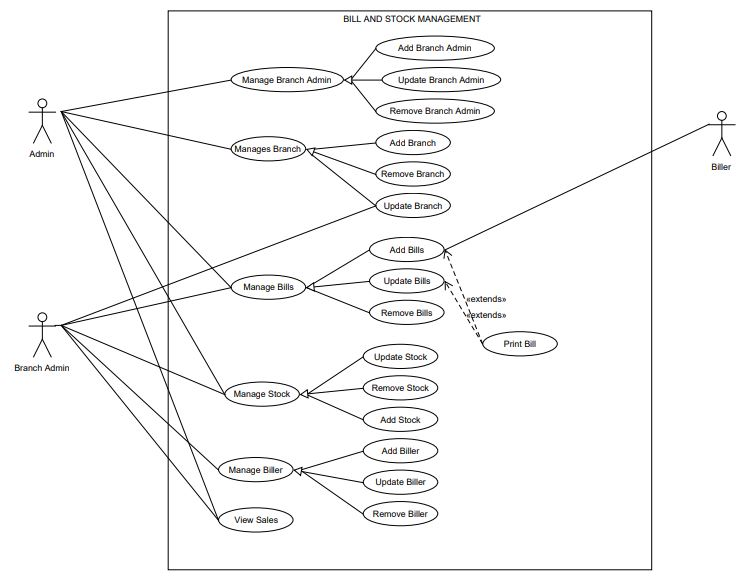 BILL AND STOCK MANAGEMENT
Add Branch Admin
Manage Branch Admin
Update Branch Admin
Remove Branch Admin
Admin
Biller
Manages Branch
Add Branch
Remove Branch
Update Branch
Add Bills
Manage Bills
Update Bills
«extends»
Remove Bills
«extends»
Print Bill
Branch Admin
Update Stock
Manage Stock
Remove Stock
Add Stock
Add Biller
Manage Biller
Update Biller
Remove Biller
View Sales